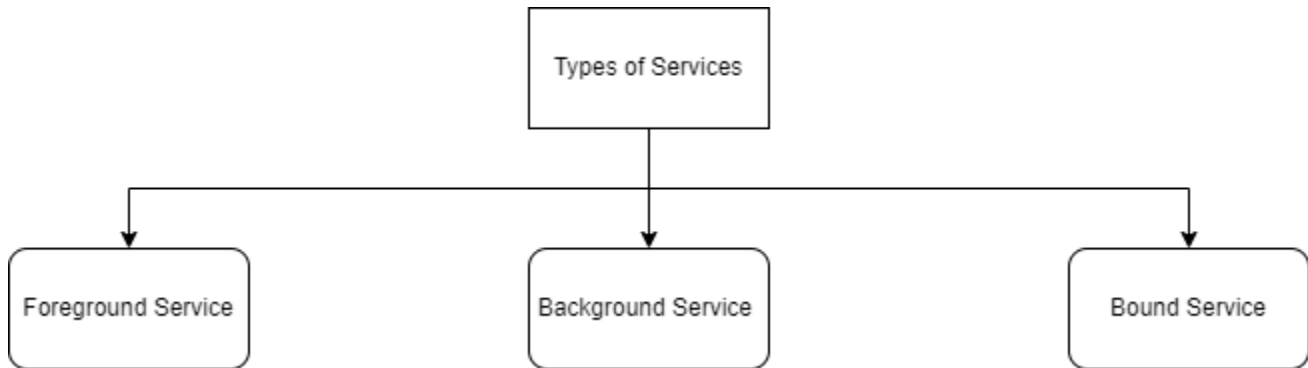 Types of Services
Foreground Service
Background Service
Bound Service